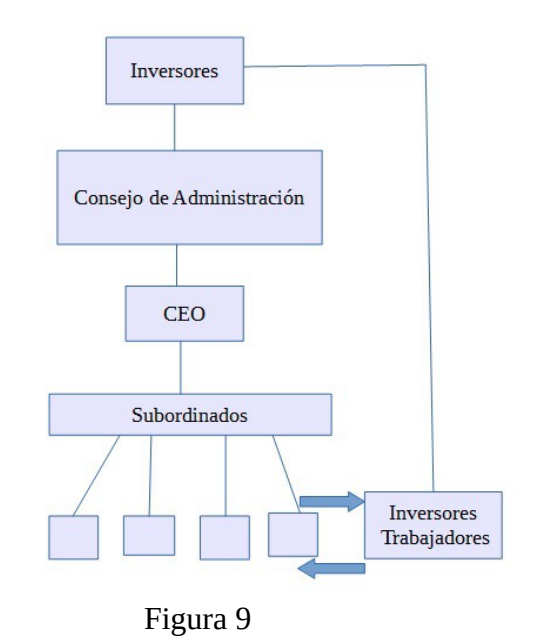 Inversores
Consejo de Administración
CEO
Subordinados
Inversores
Trabajadores
Figura 9